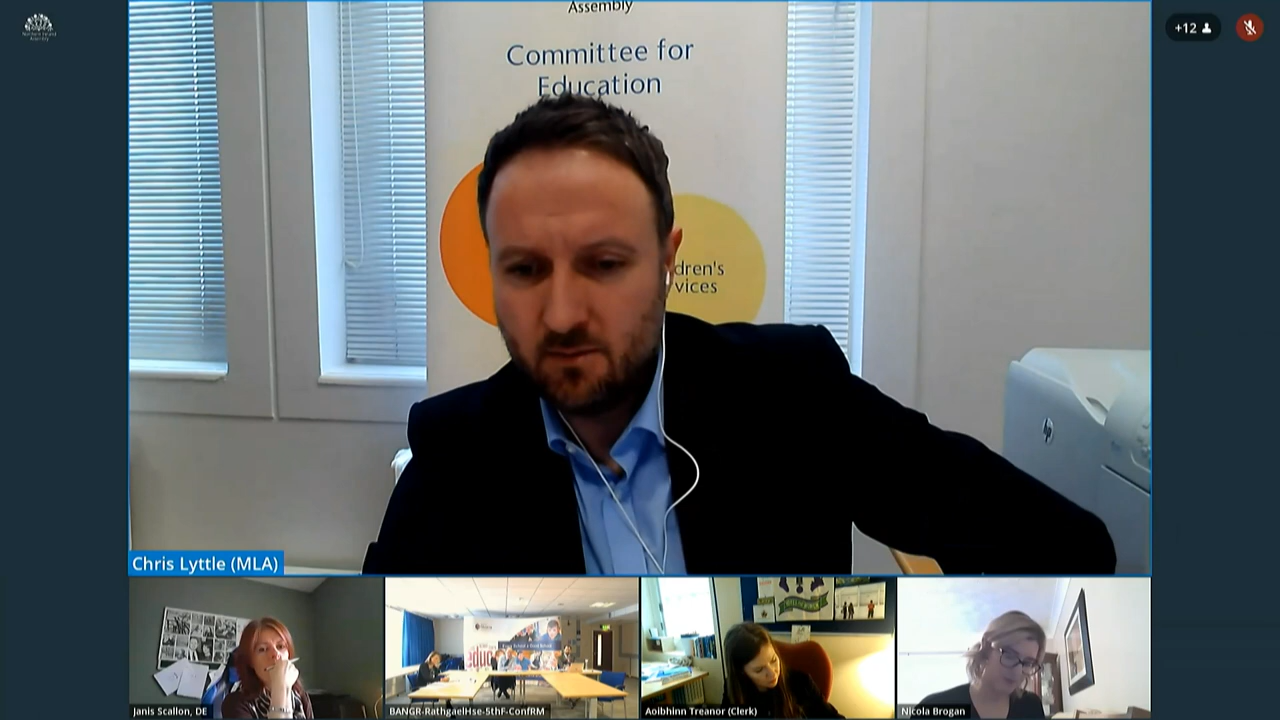 Assembly
Committee for
Education
+12
dren's
vices
hp
Chris Lyttle (MLA)
Janis Scallon, DE
BANGR-RathgaelHse-5thF-ConfRM
Aoibhinn Treanor (Clerk)
Nicola Brogan